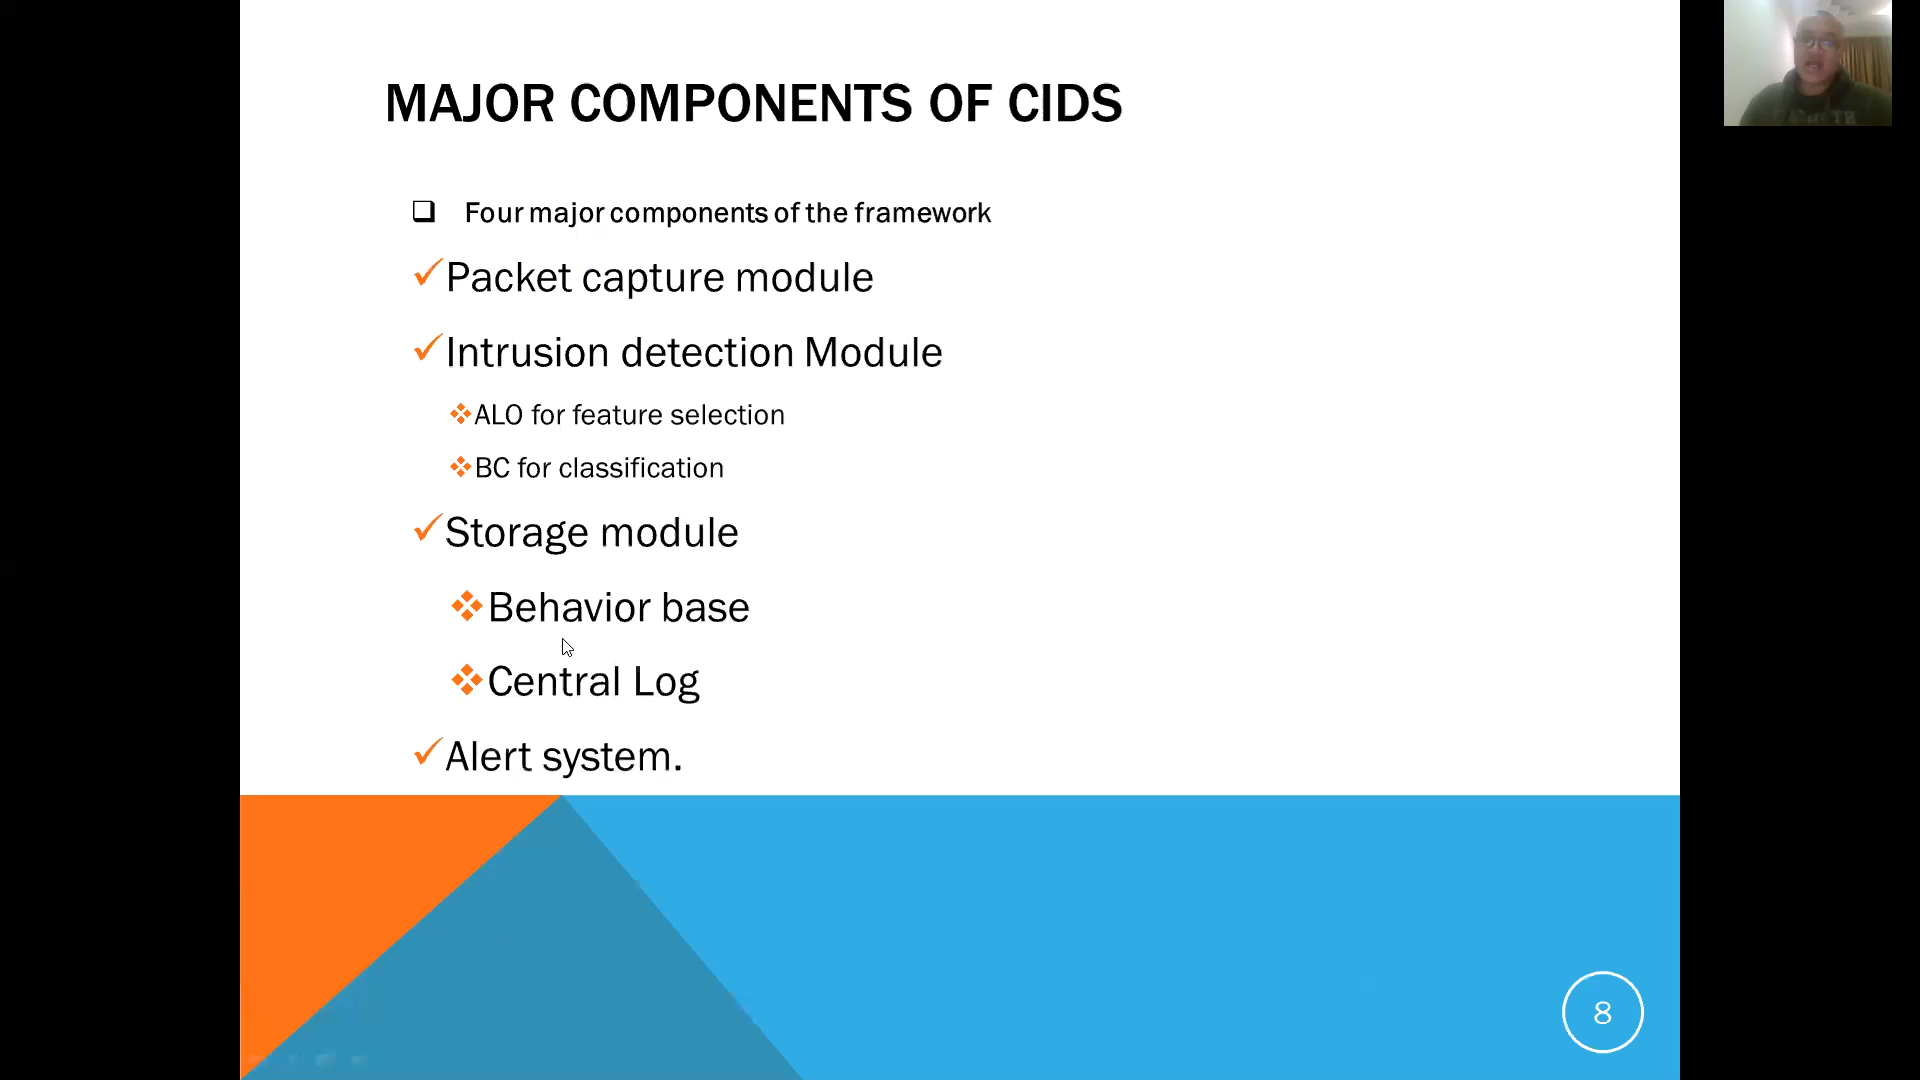 MAJOR COMPONENTS OF CIDS
Four major components of the framework
Packet capture module
Intrusion detection Module
ALO for feature selection
BC for classification
Storage module
Behavior base
Central Log
Alert system.
8